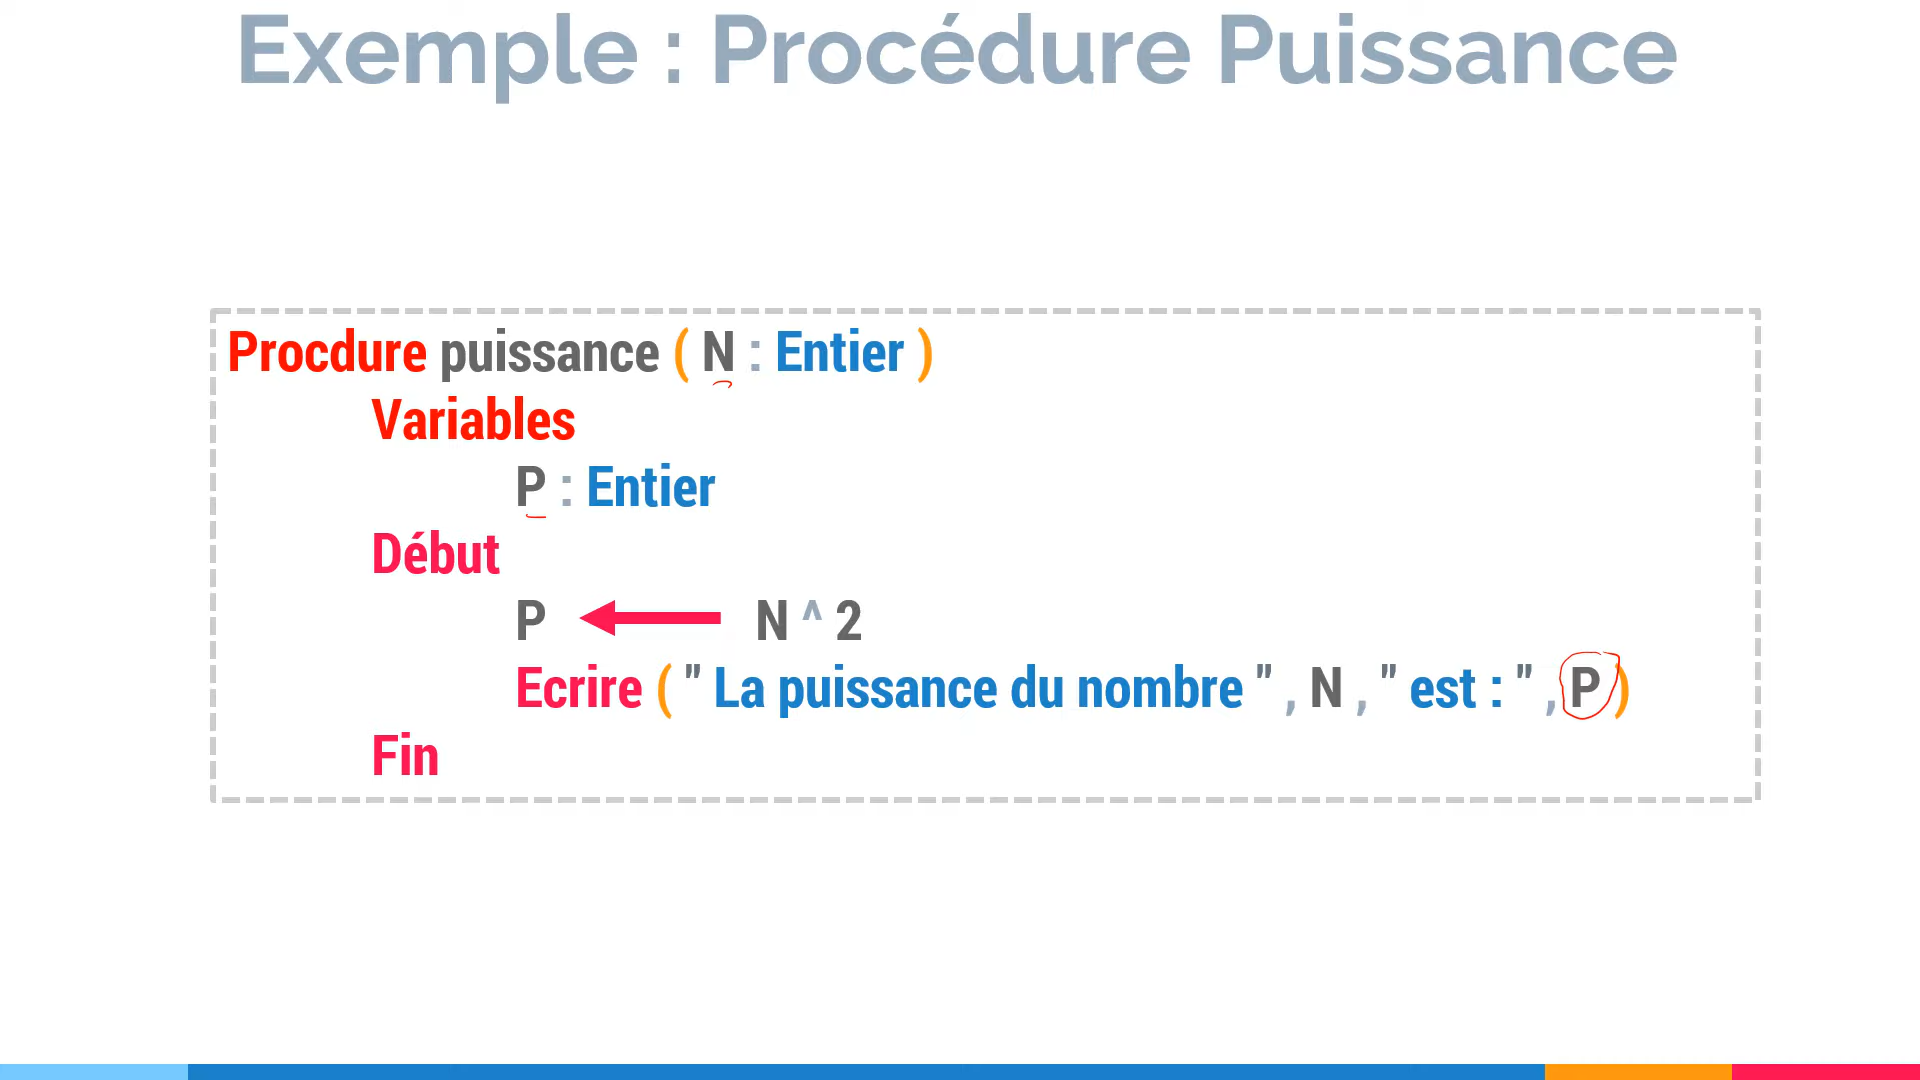 Exemple : Procédure Puissance
Procdure puissance ( N : Entier )
Variables
P : Entier
Début
P ← N ^ 2
Ecrire ( " La puissance du nombre " , N , " est : " , P )
Fin